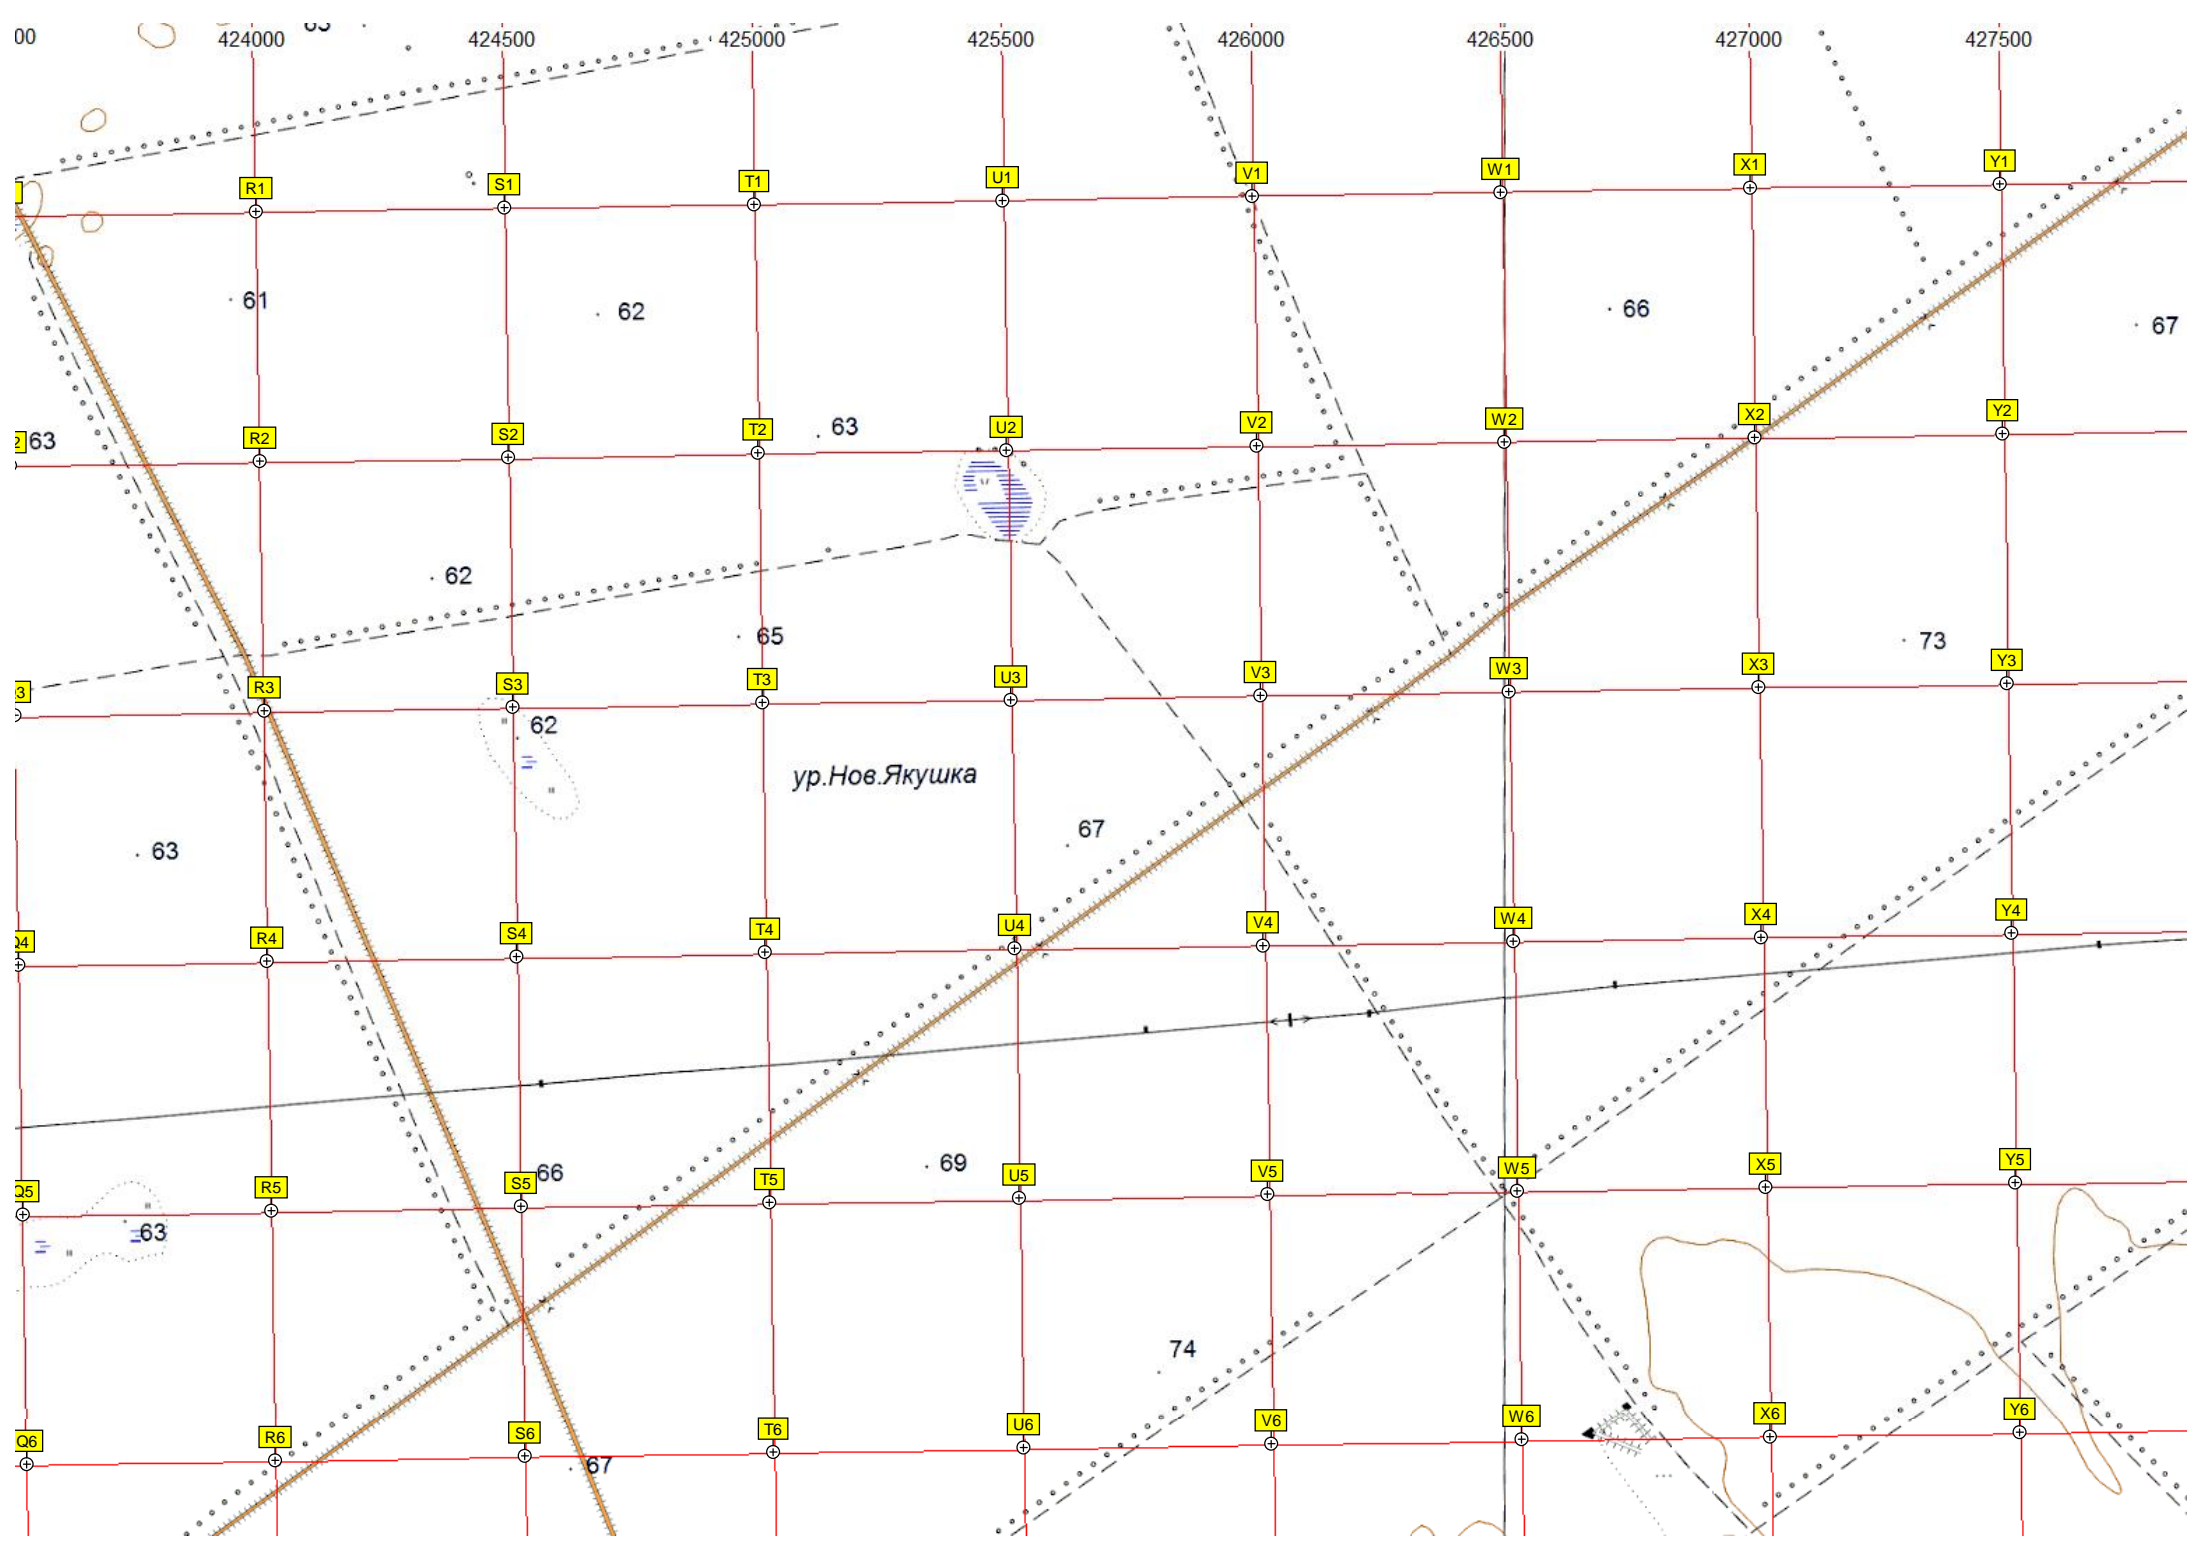 00 424000 424500 425000 425500 426000 426500 427000 427500
R1 S1 T1 U1 V1 W1 X1 Y1
61 62 66 67
63 R2 S2 T2 63 U2 V2 W2 X2 Y2
62
65 73
R3 S3 T3 U3 V3 W3 X3 Y3
62
ур.Нов.Якушка
63 67
Q4 R4 S4 T4 U4 V4 W4 X4 Y4
66 69
Q5 R5 S5 T5 U5 V5 W5 X5 Y5
63
74
Q6 R6 S6 T6 U6 V6 W6 X6 Y6
67